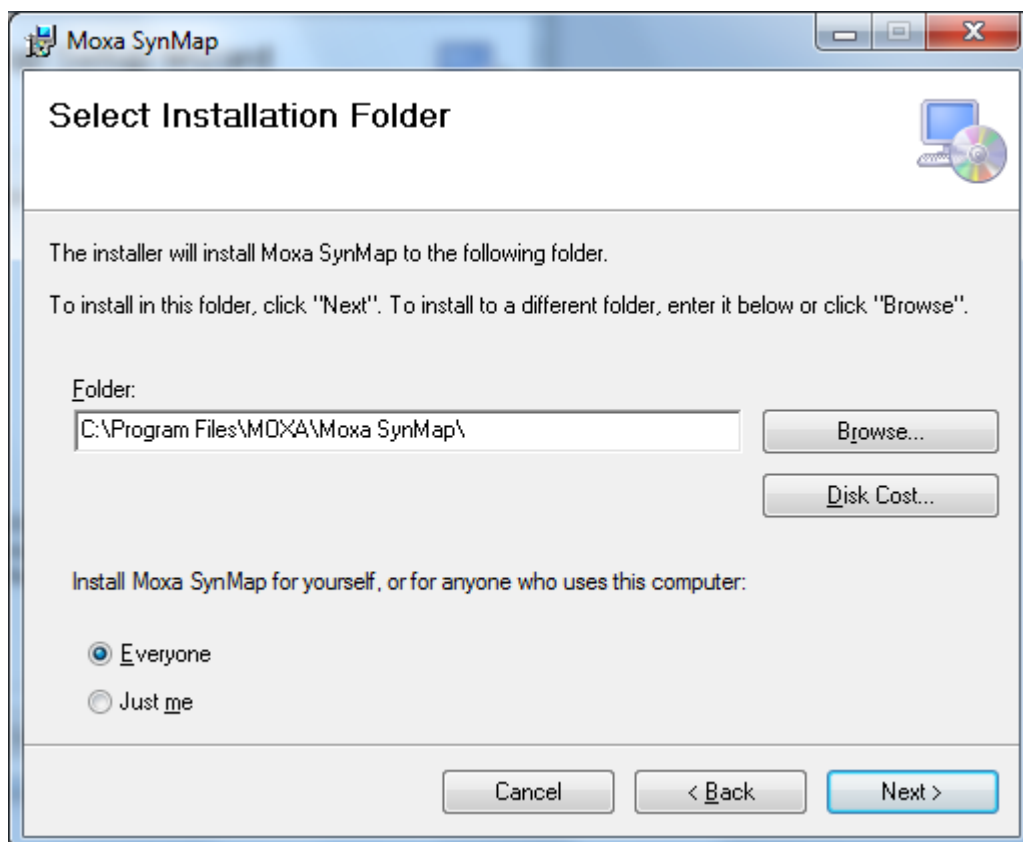 Moxa SynMap
Select Installation Folder
The installer will install Moxa SynMap to the following folder.
To install in this folder, click "Next". To install to a different folder, enter it below or click "Browse".
Folder:
C:\Program Files\MOXA\Moxa SynMap\
Browse...
Disk Cost...
Install Moxa SynMap for yourself, or for anyone who uses this computer:
Everyone
Just me
Cancel
< Back
Next >